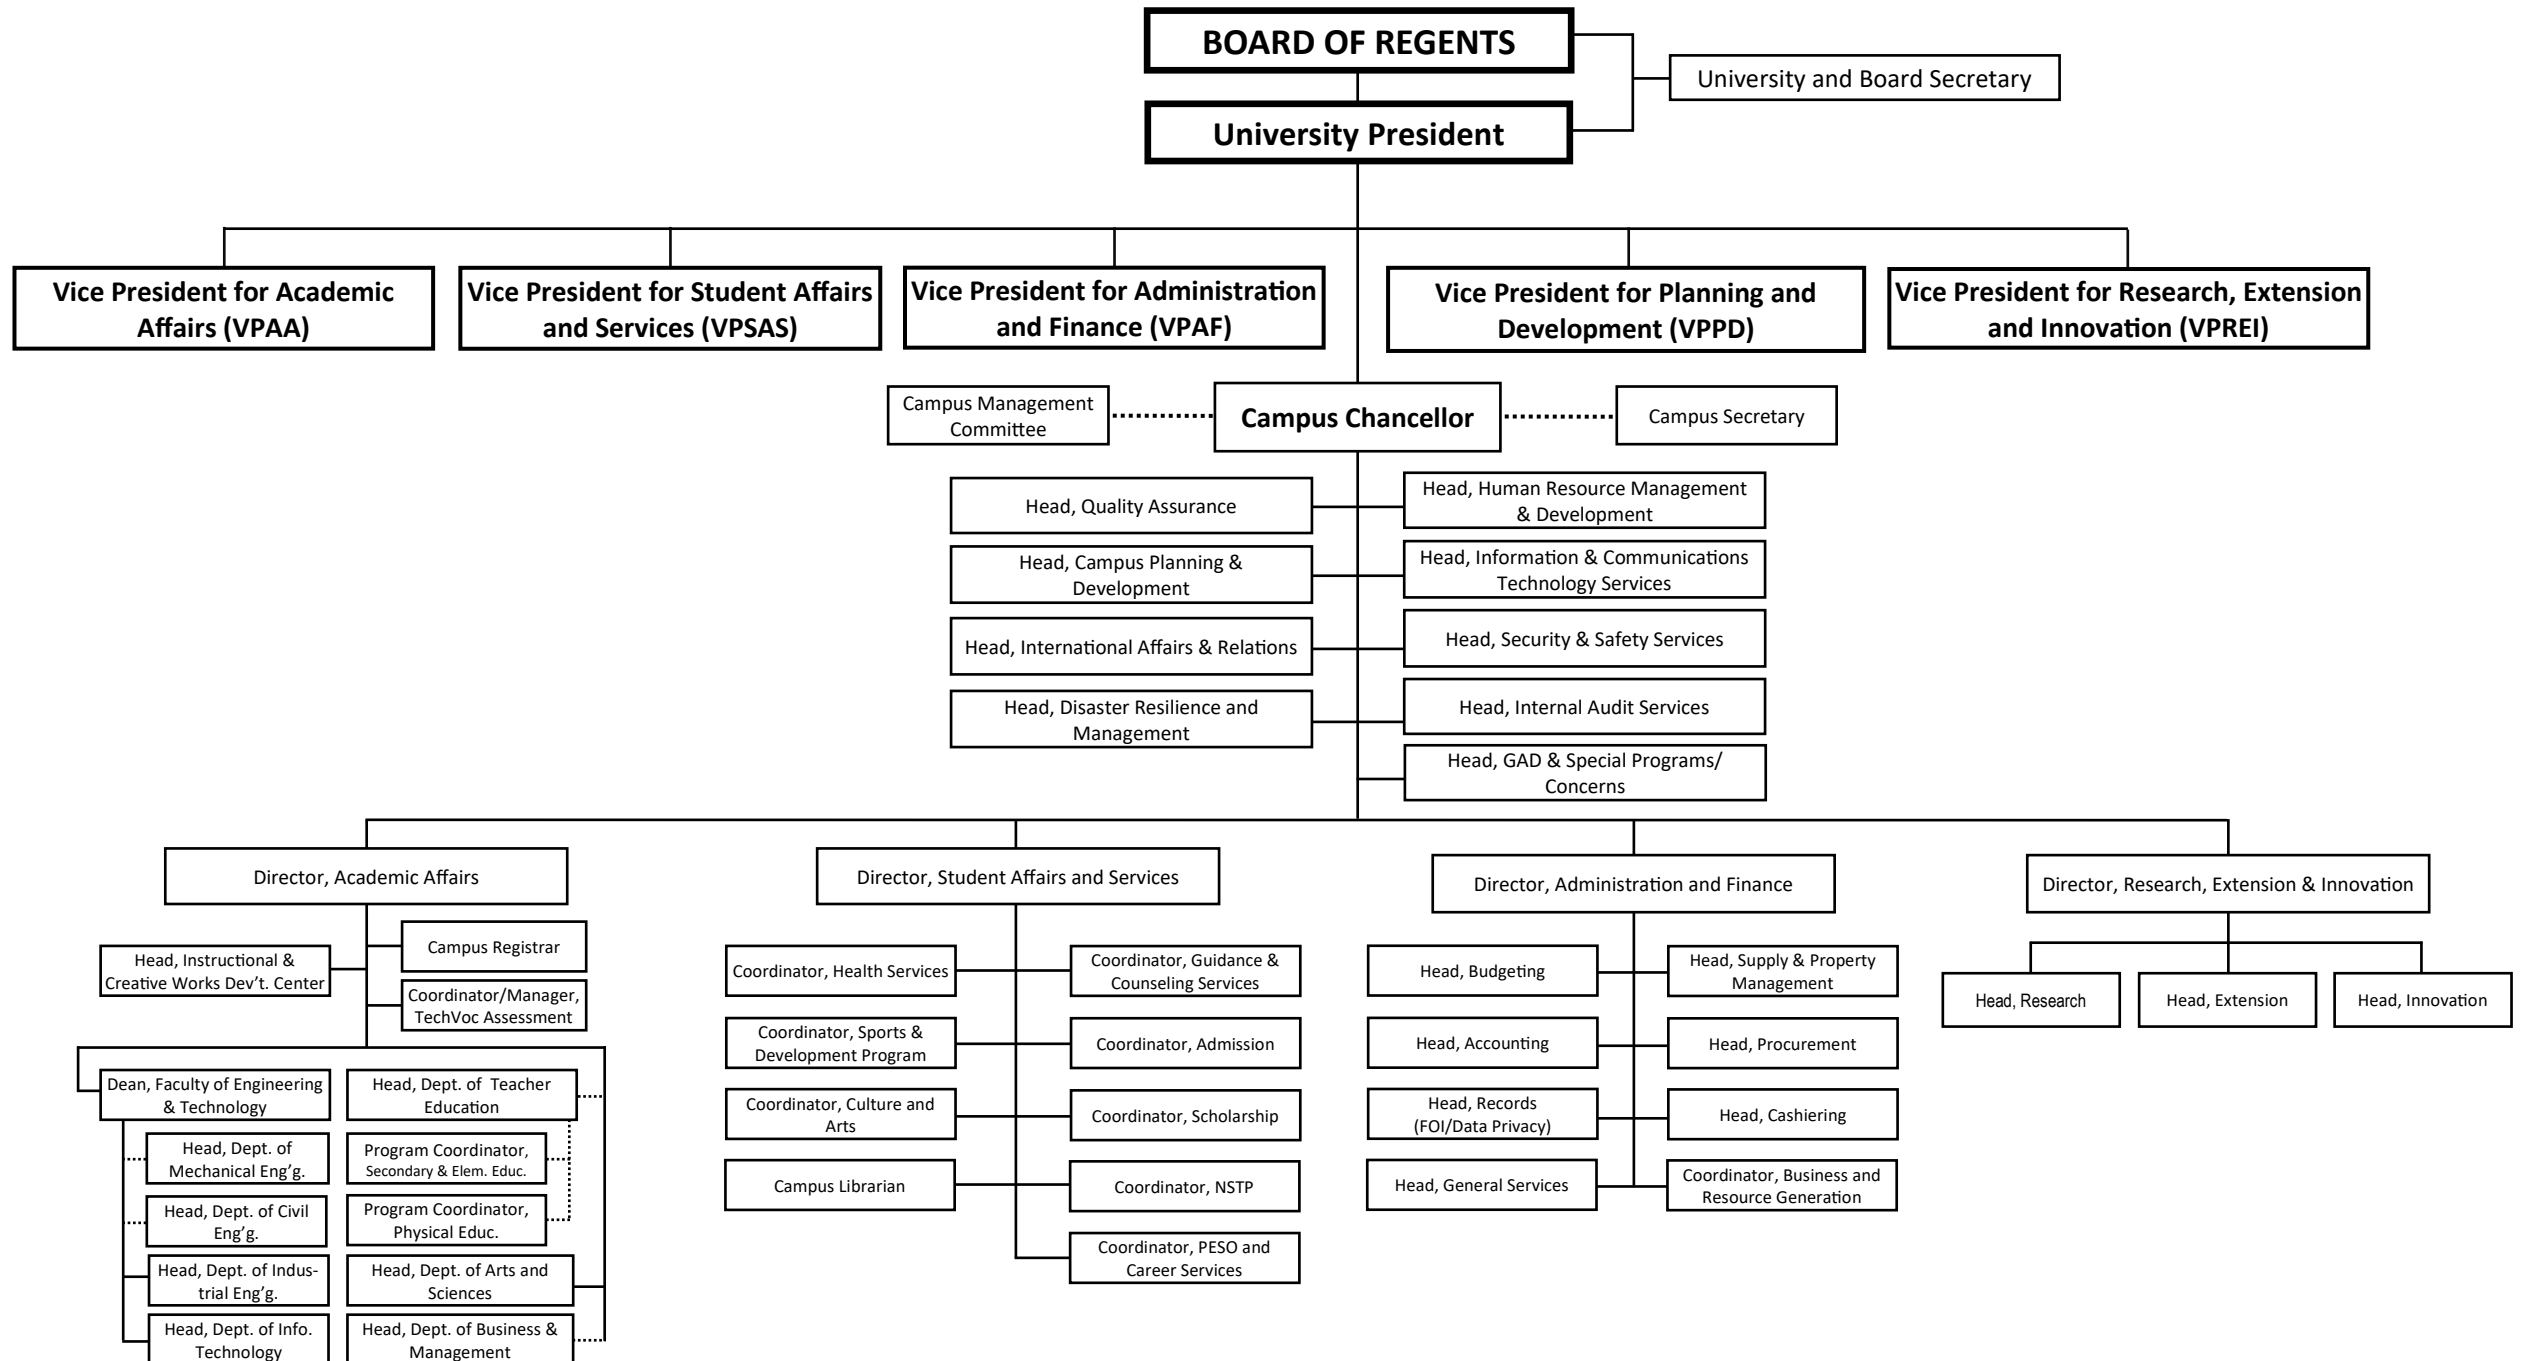 BOARD OF REGENTS
University and Board Secretary
University President
Vice President for Academic
Affairs (VPAA)
Vice President for Student Affairs
and Services (VPSAS)
Vice President for Administration
and Finance (VPAF)
Vice President for Planning and
Development (VPPD)
Vice President for Research, Extension
and Innovation (VPREI)
Campus Management
Committee
Campus Chancellor
Campus Secretary
Head, Quality Assurance
Head, Human Resource Management
& Development
Head, Campus Planning &
Development
Head, Information & Communications
Technology Services
Head, International Affairs & Relations
Head, Security & Safety Services
Head, Disaster Resilience and
Management
Head, Internal Audit Services
Head, GAD & Special Programs/
Concerns
Director, Academic Affairs
Director, Student Affairs and Services
Director, Administration and Finance
Director, Research, Extension & Innovation
Head, Instructional &
Creative Works Dev't. Center
Campus Registrar
Coordinator/Manager,
TechVoc Assessment
Dean, Faculty of Engineering
& Technology
Head, Dept. of Mechanical Eng'g.
Head, Dept. of Civil
Eng'g.
Head, Dept. of Indus-
trial Eng'g.
Head, Dept. of Info.
Technology
Head, Dept. of Teacher
Education
Program Coordinator,
Secondary & Elem. Educ.
Program Coordinator,
Physical Educ.
Head, Dept. of Arts and
Sciences
Head, Dept. of Business &
Management
Coordinator, Health Services
Coordinator, Guidance &
Counseling Services
Coordinator, Sports &
Development Program
Coordinator, Admission
Coordinator, Culture and
Arts
Coordinator, Scholarship
Campus Librarian
Coordinator, NSTP
Coordinator, PESO and
Career Services
Head, Budgeting
Head, Supply & Property
Management
Head, Accounting
Head, Procurement
Head, Records
(FOI/Data Privacy)
Head, Cashiering
Head, General Services
Coordinator, Business and
Resource Generation
Head, Research
Head, Extension
Head, Innovation